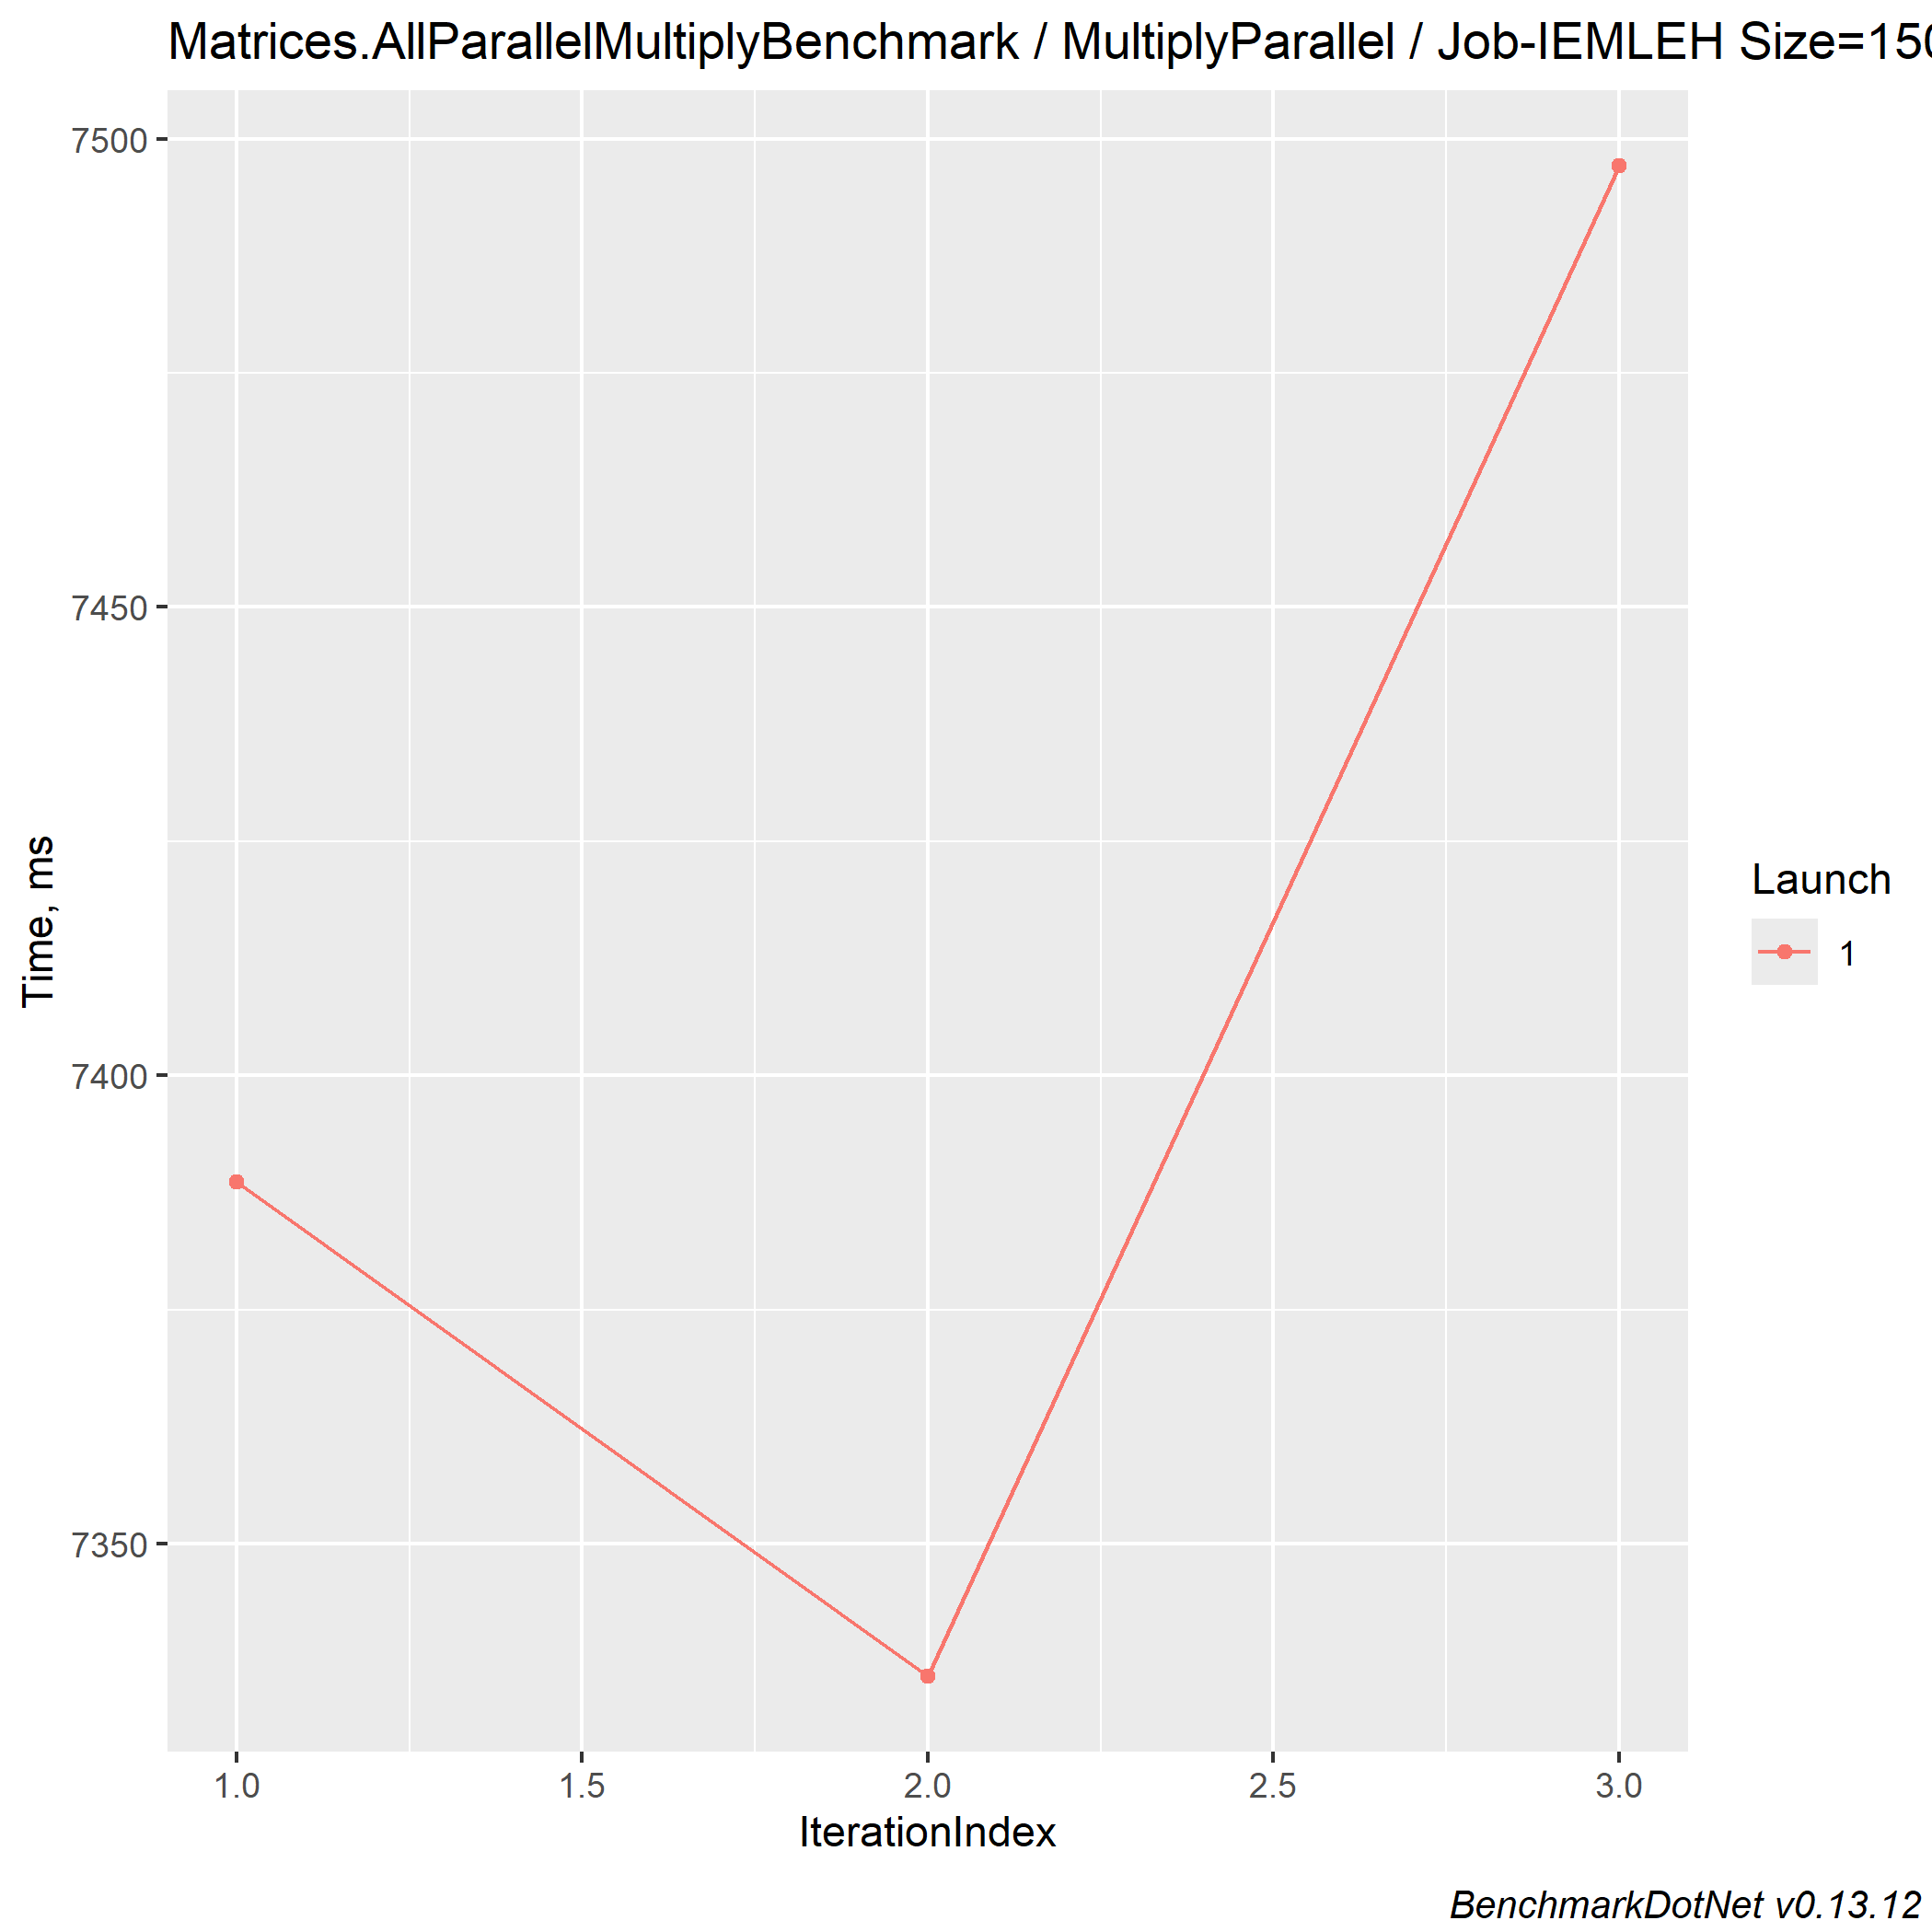 Matrices.AllParallelMultiplyBenchmark / MultiplyParallel / Job-IEMLEH Size=150
7500
7450
7400
7350
Time, ms
1.0 1.5 2.0 2.5 3.0
IterationIndex
Launch
1
BenchmarkDotNet v0.13.12